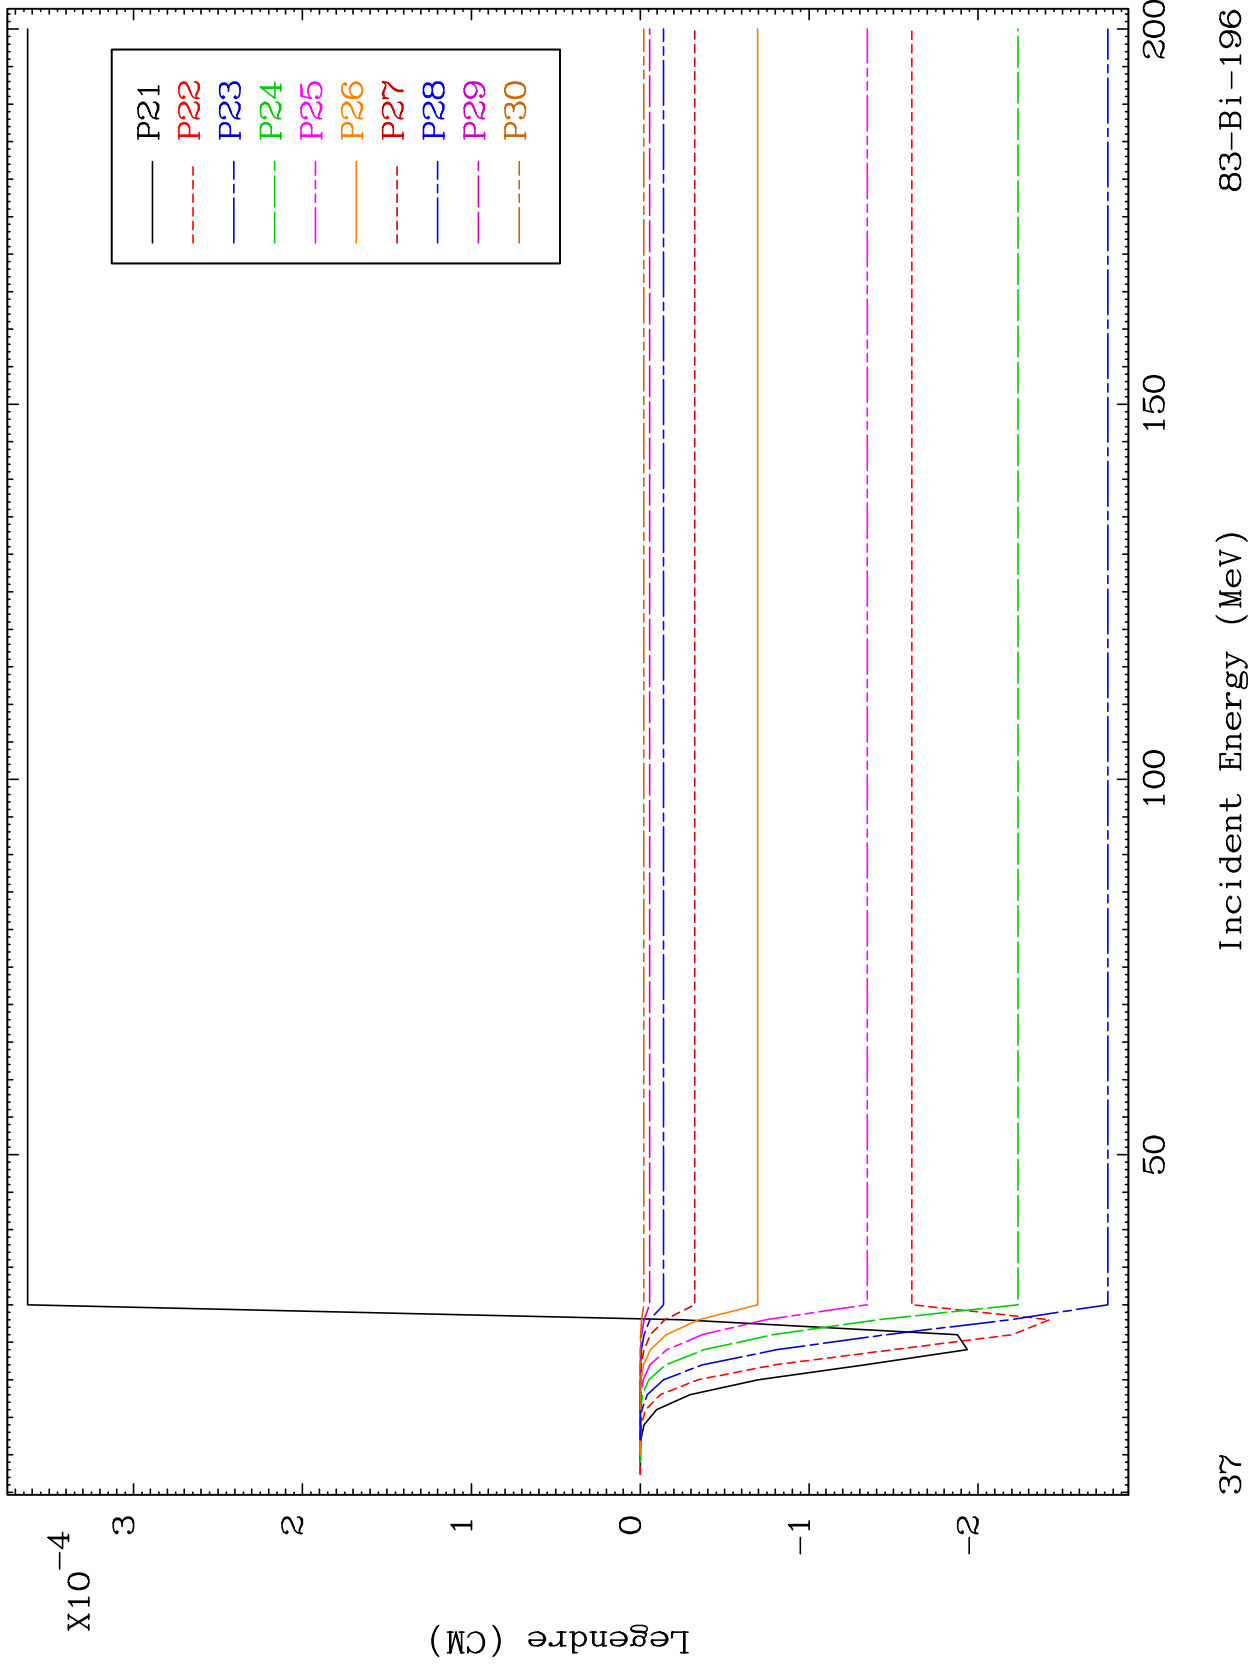 X10-4
3
2
1
0
-1
-2
Legendre (CM)
P21
P22
P23
P24
P25
P26
P27
P28
P29
P30
50
100
150
200
Incident Energy (MeV)
37
83-Bi-196